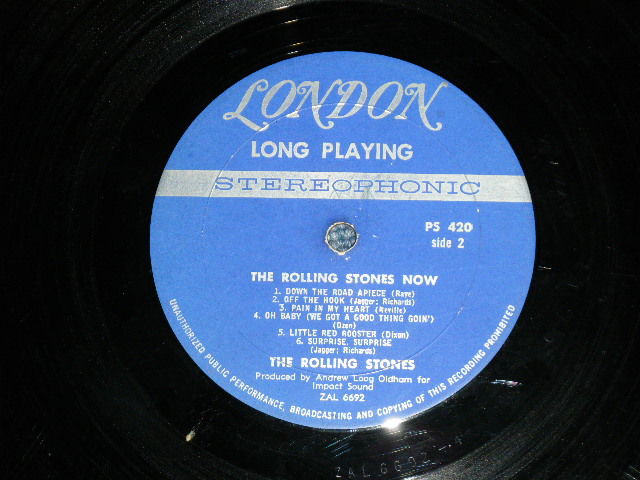 LONDON
LONG PLAYING
STEREOPHONIC
PS 420
side 2
THE ROLLING STONES NOW
1. DOWN THE ROAD APIECE (Raye)
2. OFF THE HOOK (Jagger; Richards)
3. PAIN IN MY HEART (Neville)
4. OH BABY (WE GOT A GOOD THING GOIN')
(Ozen)
5. LITTLE RED ROOSTER (Dixon)
6. SURPRISE, SURPRISE
(Jagger; Richards)
THE ROLLING STONES
Produced by Andrew Loog Oldham for
Impact Sound
ZAL 6692
UNAUTHORIZED PUBLIC PERFORMANCE, BROADCASTING AND COPYING OF THIS RECORDING PROHIBITED